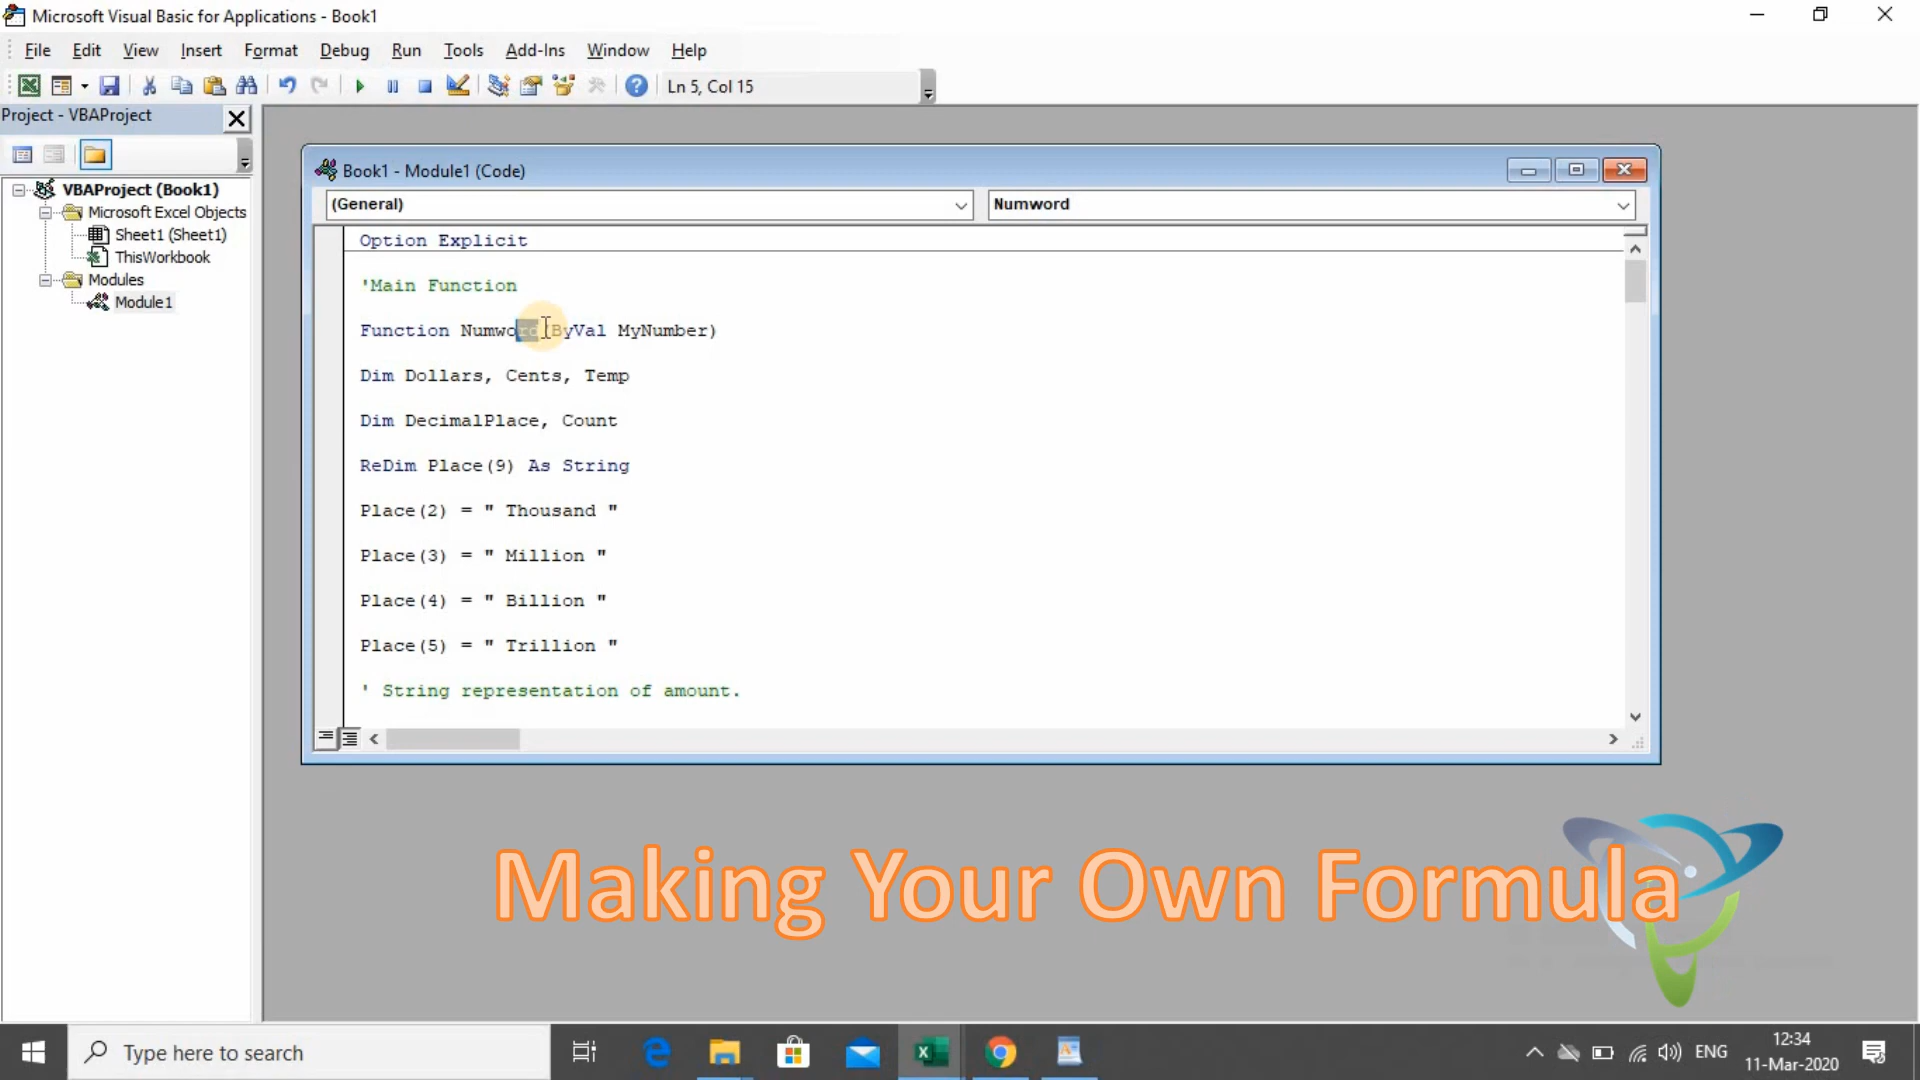 Microsoft Visual Basic for Applications - Book1
File Edit View Insert Format Debug Run Tools Add-Ins Window Help
Ln 5, Col 15
Project - VBAProject
VBAProject (Book1)
Microsoft Excel Objects
Sheet1 (Sheet1)
ThisWorkbook
Modules
Module1
Book1 - Module1 (Code)
(General) Numword
Option Explicit
'Main Function
Function Numword(ByVal MyNumber)
Dim Dollars, Cents, Temp
Dim DecimalPlace, Count
ReDim Place(9) As String
Place(2) = " Thousand "
Place(3) = " Million "
Place(4) = " Billion "
Place(5) = " Trillion "
' String representation of amount.
Making Your Own Formula
Type here to search
ENG
12:34
11-Mar-2020